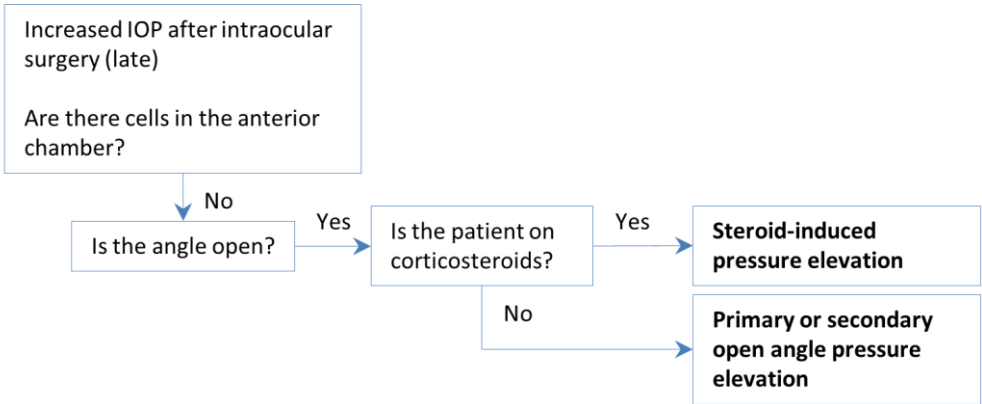 Increased IOP after intraocular
surgery (late)
Are there cells in the anterior
chamber?
No
Is the angle open?
Yes
Is the patient on
corticosteroids?
Yes
Steroid-induced
pressure elevation
No
Primary or secondary
open angle pressure
elevation